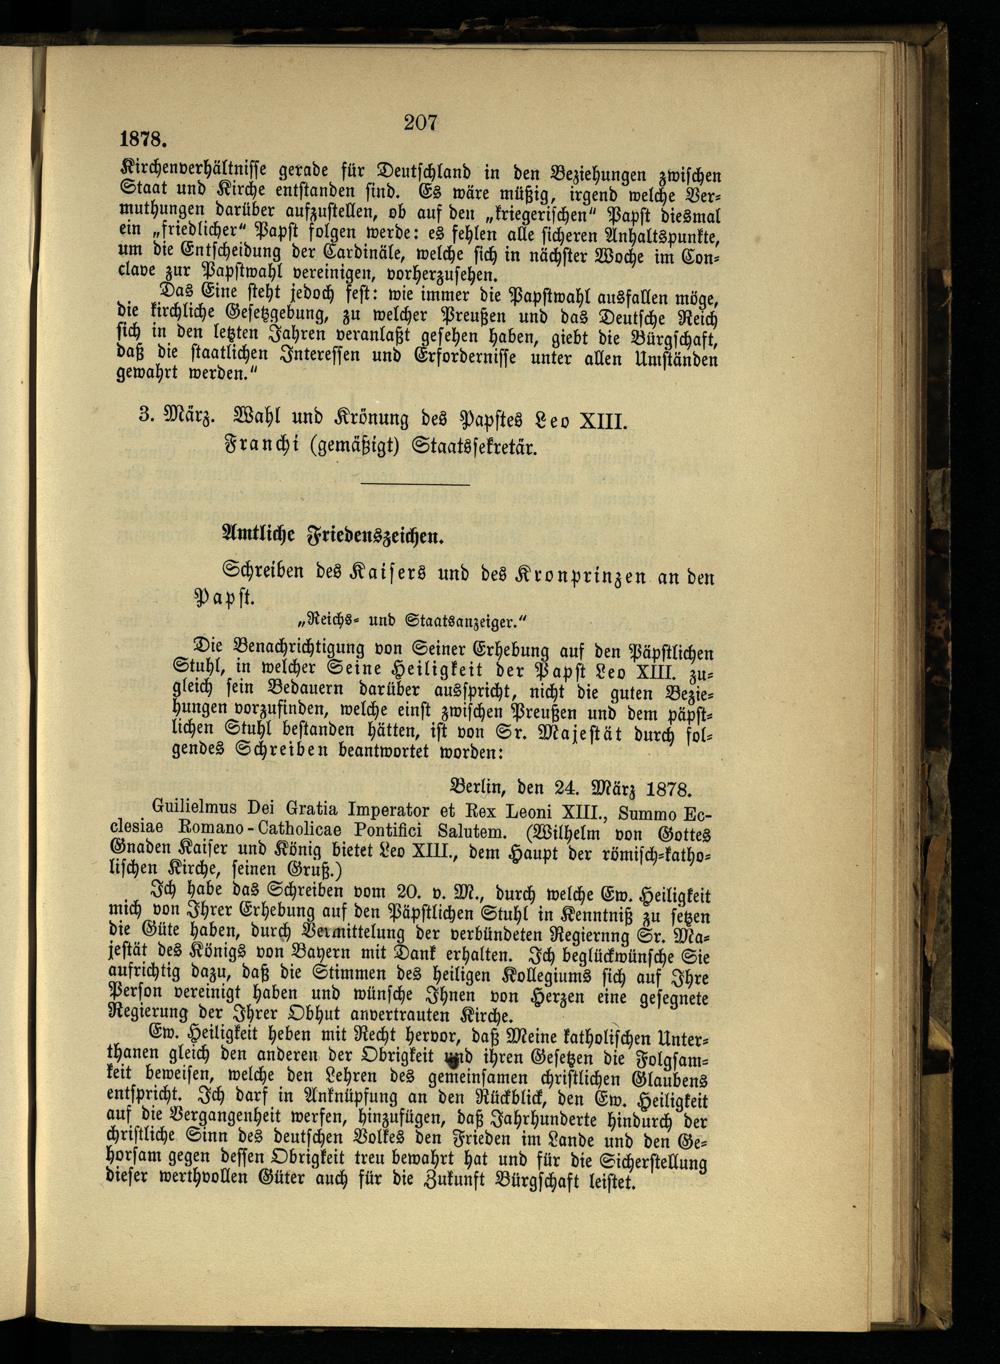 207
1878.
Kirchenverhältnisse gerade für Deutschland in den Beziehungen zwischen
Staat und Kirche entstanden sind. Es wäre müßig, irgend welche Ver-
muthungen darüber aufzustellen, ob auf den „kriegerischen“ Papst diesmal
ein „friedlicher“ Papst folgen werde: es fehlen alle sicheren Anhaltspunkte,
um die Entscheidung der Cardinäle, welche sich in nächster Woche im Con-
clave zur Papstwahl vereinigen, vorherzusehen.
Das Eine steht jedoch fest: wie immer die Papstwahl ausfallen möge,
die kirchliche Gesetzgebung, zu welcher Preußen und das Deutsche Reich
sich in den letzten Jahren veranlaßt gesehen haben, giebt die Bürgschaft,
daß die staatlichen Interessen und Erfordernisse unter allen Umständen
gewahrt werden.“
3. März. Wahl und Krönung des Papstes Leo XIII.
Franchi (gemäßigt) Staatssekretär.
Amtliche Friedenszeichen.
Schreiben des Kaisers und des Kronprinzen an den
Papst.
„Reichs- und Staatsanzeiger.“
Die Benachrichtigung von Seiner Erhebung auf den Päpstlichen
Stuhl, in welcher Seine Heiligkeit der Papst Leo XIII. zu-
gleich sein Bedauern darüber ausspricht, nicht die guten Bezie-
hungen vorzufinden, welche einst zwischen Preußen und dem päpst-
lichen Stuhl bestanden hätten, ist von Sr. Majestät durch fol-
gendes Schreiben beantwortet worden:
Berlin, den 24. März 1878.
Guilielmus Dei Gratia Imperator et Rex Leoni XIII., Summo Ec-
clesiae Romano-Catholicae Pontifici Salutem. (Wilhelm von Gottes
Gnaden Kaiser und König bietet Leo XIII., dem Haupt der römisch-katho-
lischen Kirche, seinen Gruß.)
Ich habe das Schreiben vom 20. v. M., durch welche Ew. Heiligkeit
mich von Ihrer Erhebung auf den Päpstlichen Stuhl in Kenntniß zu setzen
die Güte haben, durch Vermittelung der verbündeten Regiernng Sr. Ma-
jestät des Königs von Bayern mit Dank erhalten. Ich beglückwünsche Sie
aufrichtig dazu, daß die Stimmen des heiligen Kollegiums sich auf Ihre
Person vereinigt haben und wünsche Ihnen von Herzen eine gesegnete
Regierung der Ihrer Obhut anvertrauten Kirche.
Ew. Heiligkeit heben mit Recht hervor, daß Meine katholischen Unter-
thanen gleich den anderen der Obrigkeit und ihren Gesetzen die Folgsam-
keit beweisen, welche den Lehren des gemeinsamen christlichen Glaubens
entspricht. Ich darf in Anknüpfung an den Rückblick, den Ew. Heiligkeit
auf die Vergangenheit werfen, hinzufügen, daß Jahrhunderte hindurch der
christliche Sinn des deutschen Volkes den Frieden im Lande und den Ge-
horsam gegen dessen Obrigkeit treu bewahrt hat und für die Sicherstellung
dieser werthvollen Güter auch für die Zukunft Bürgschaft leistet.